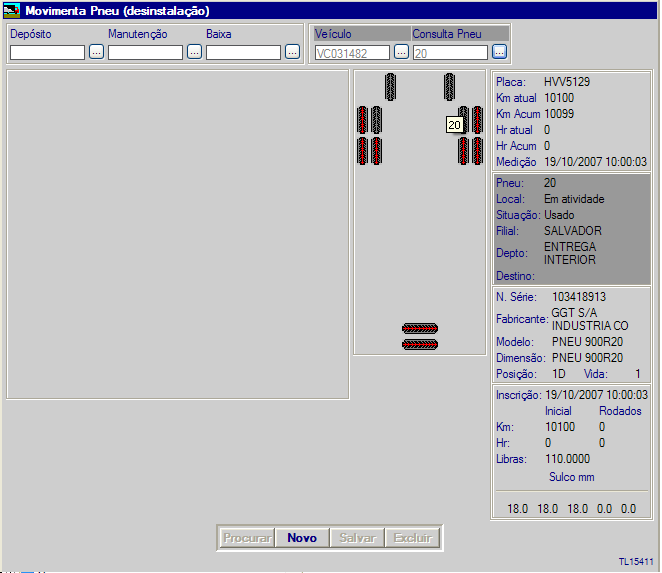 Movimenta Pneu (desinstalação)
Depósito Manutenção Baixa Veículo Consulta Pneu
... ... ... VC031482 ... 20 ...
20
Placa: HVV5129
Km atual 10100
Km Acum 10099
Hr atual 0
Hr Acum 0
Medição 19/10/2007 10:00:03
Pneu: 20
Local: Em atividade
Situação: Usado
Filial: SALVADOR
Depto: ENTREGA
INTERIOR
Destino:
N. Série: 103418913
Fabricante: GGT S/A
INDUSTRIA CO
Modelo: PNEU 900R20
Dimensão: PNEU 900R20
Posição: 1D Vida: 1
Inscrição: 19/10/2007 10:00:03
Inicial Rodados
Km: 10100 0
Hr: 0 0
Libras: 110.0000
Sulco mm
18.0 18.0 18.0 0.0 0.0
Procurar Novo Salvar Excluir
TL15411